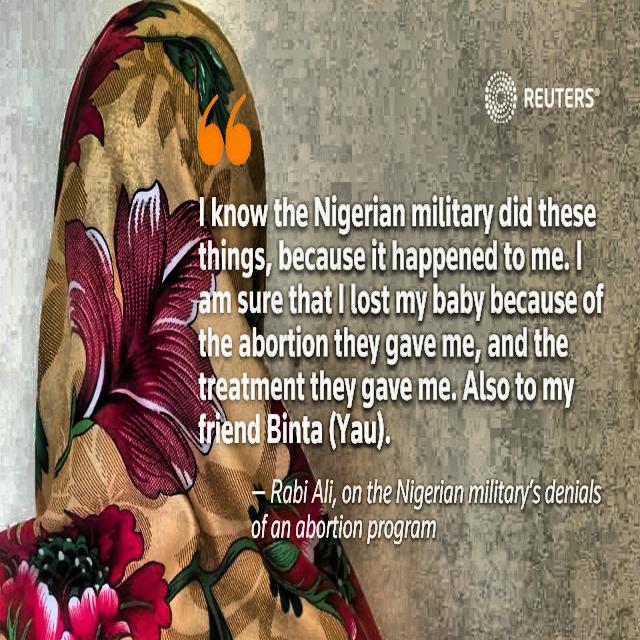 REUTERS®
“
I know the Nigerian military did these
things, because it happened to me. I
am sure that I lost my baby because of
the abortion they gave me, and the
treatment they gave me. Also to my
friend Binta (Yau).
– Rabi Ali, on the Nigerian military's denials
of an abortion program